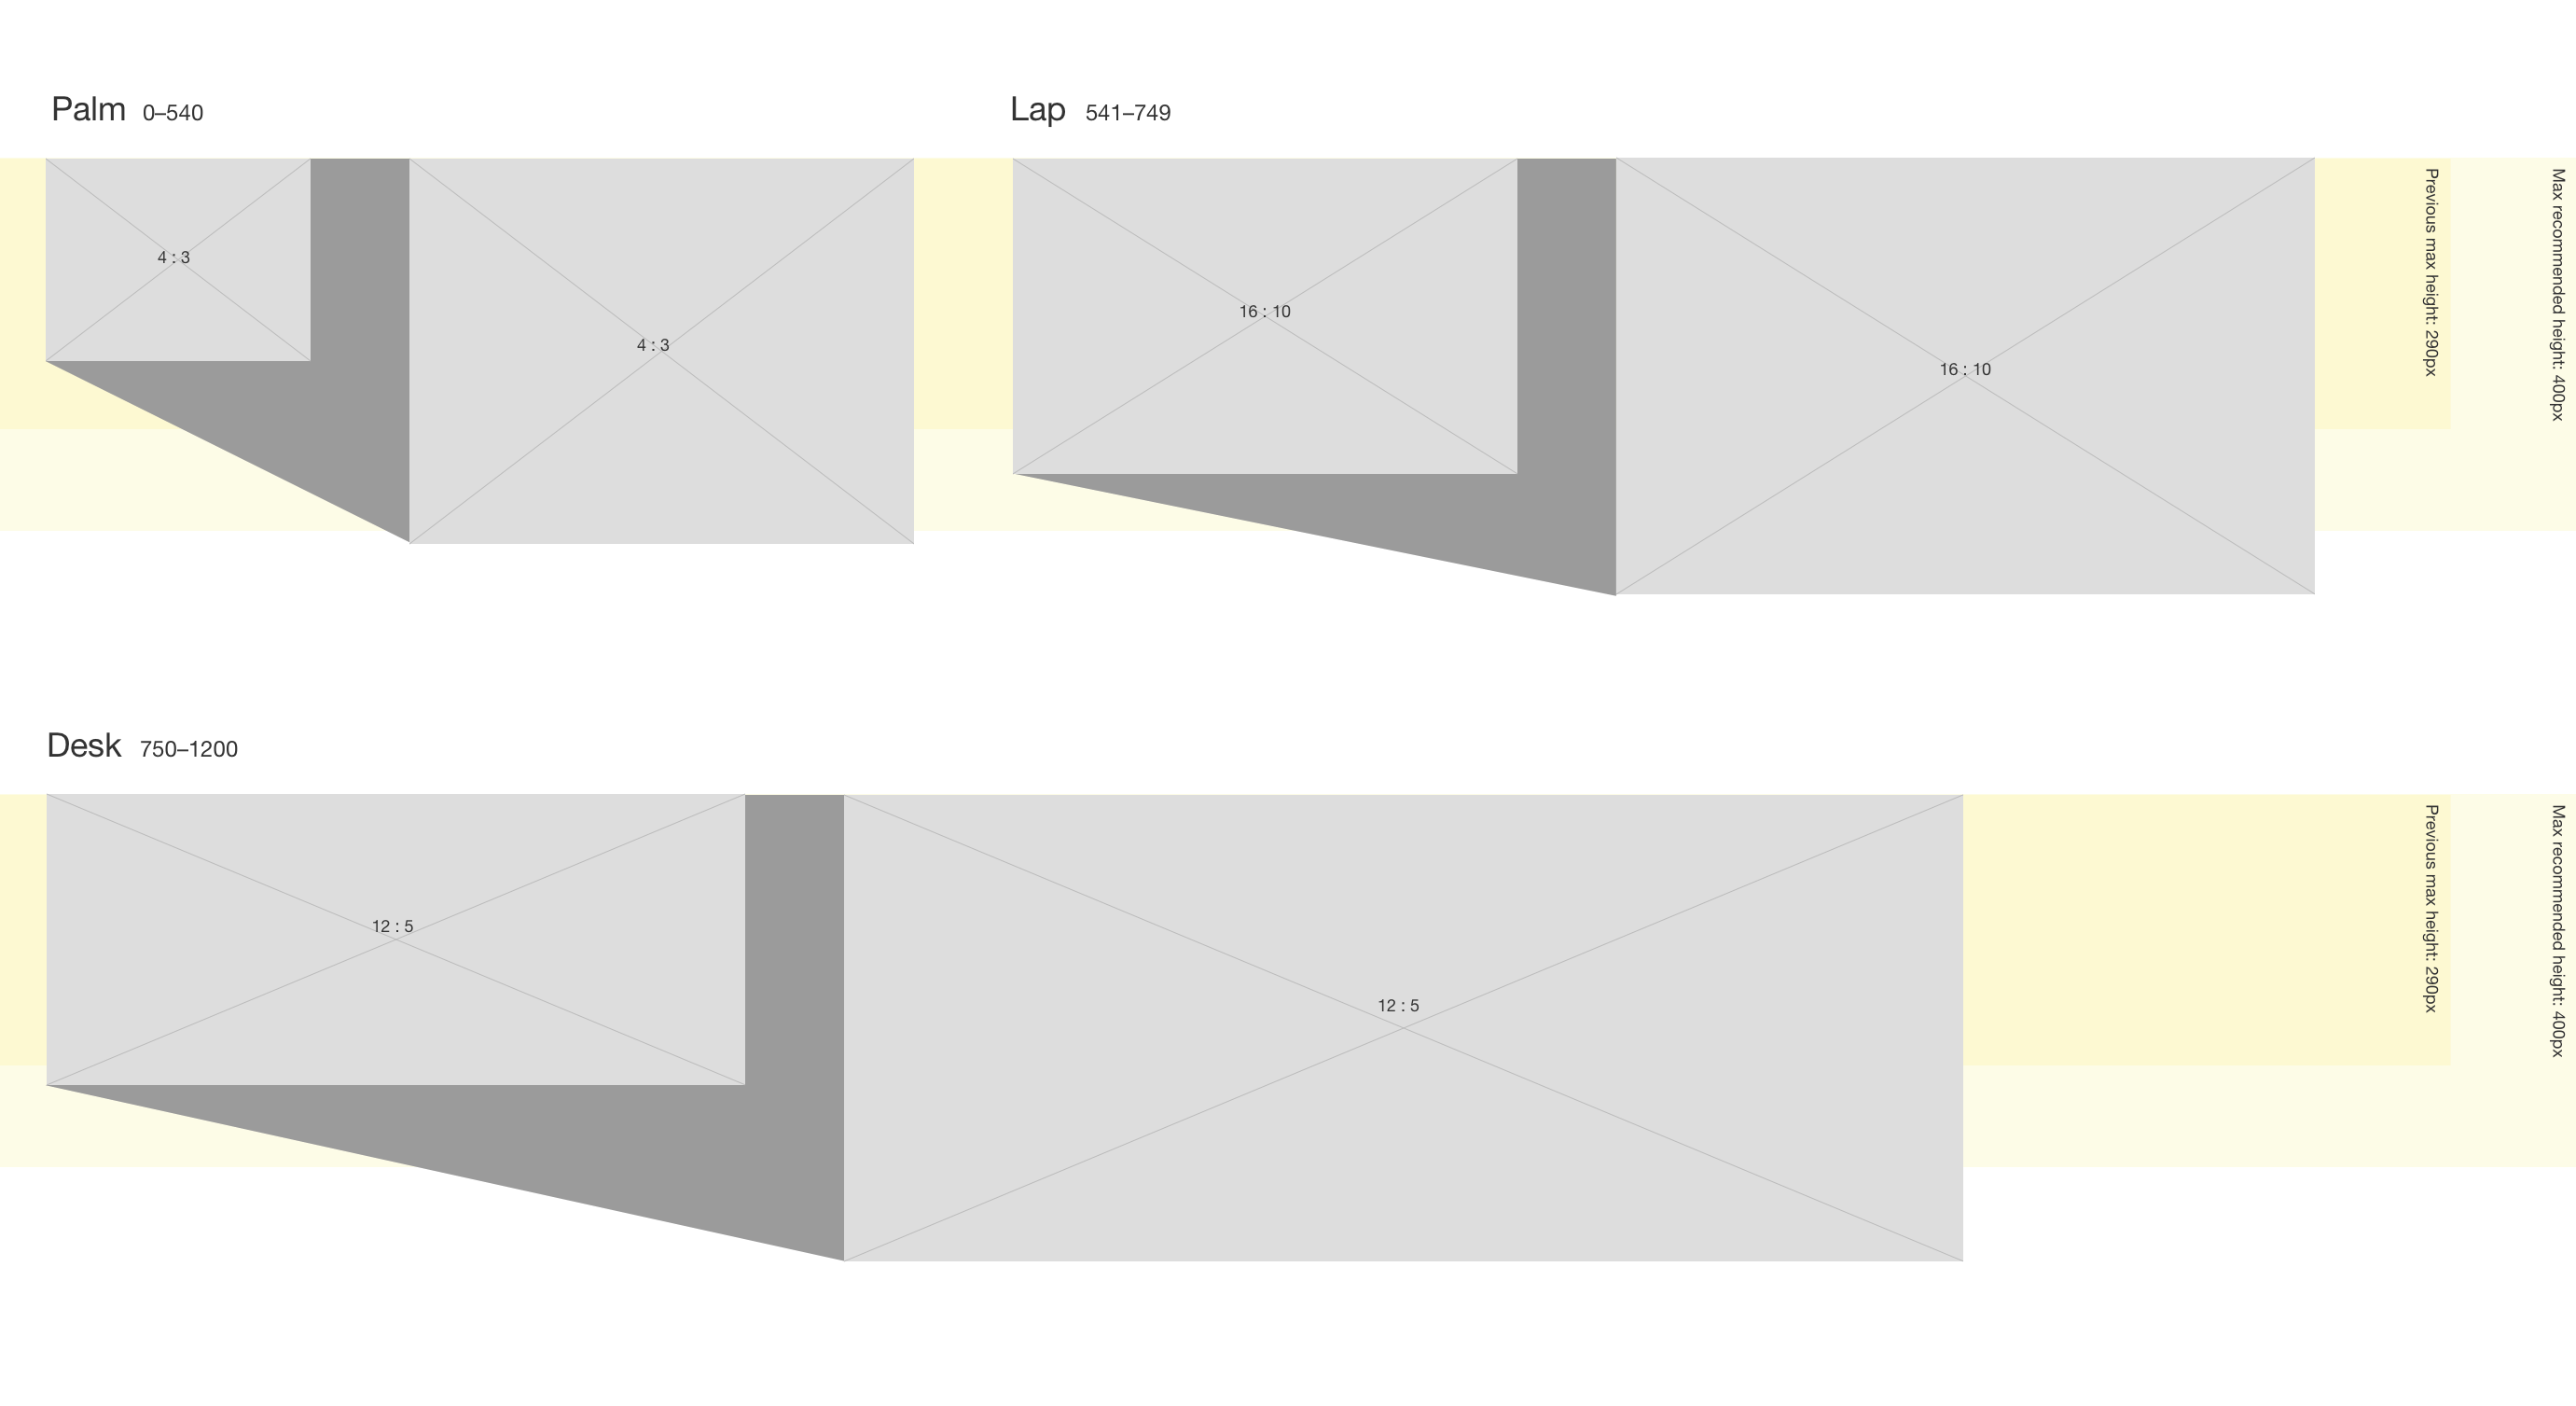 Palm 0–540
Lap 541–749
4 : 3
4 : 3
16 : 10
16 : 10
Previous max height: 290px
Max recommended height: 400px
Desk 750–1200
12 : 5
12 : 5
Previous max height: 290px
Max recommended height: 400px